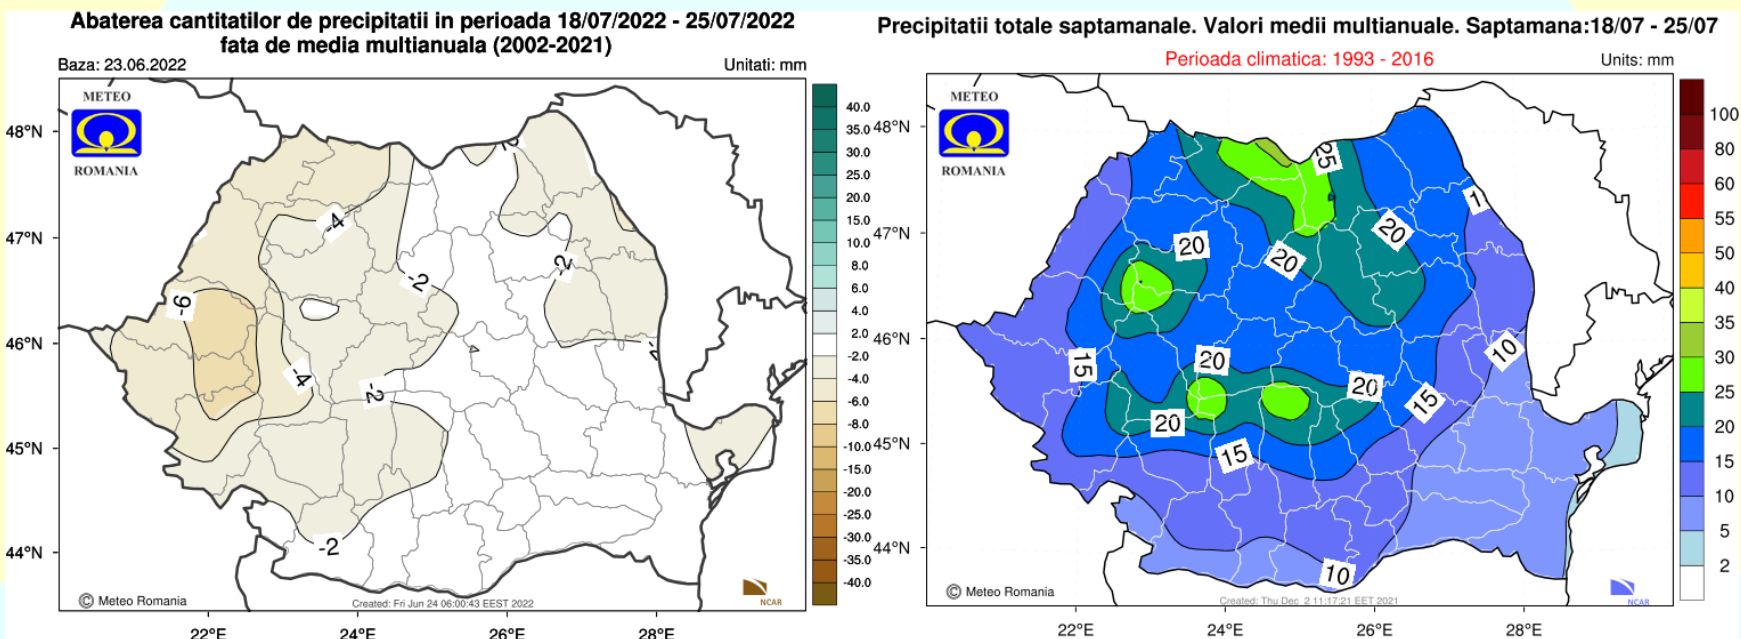 Abaterea cantitatilor de precipitatii in perioada 18/07/2022 - 25/07/2022
fata de media multianuala (2002-2021)
Baza: 23.06.2022
Unitati: mm
METEO
ROMANIA
48°N
47°N
46°N
45°N
44°N
22°E
24°E
26°E
28°E
-4
-2
-2
-6
-4
-2
-2
40.0
35.0
30.0
25.0
20.0
15.0
10.0
8.0
6.0
4.0
2.0
-2.0
-4.0
-6.0
-8.0
-10.0
-15.0
-20.0
-25.0
-30.0
-35.0
-40.0
© Meteo Romania
Created: Fri Jun 24 06:00:43 EEST 2022
NCAR
Precipitatii totale saptamanale. Valori medii multianuale. Saptamana:18/07 - 25/07
Perioada climatica: 1993 - 2016
Units: mm
METEO
ROMANIA
48°N
47°N
46°N
45°N
44°N
22°E
24°E
26°E
28°E
25
1
20
20
20
10
15
20
20
15
20
15
10
100
80
60
55
50
40
35
30
25
20
15
10
5
2
© Meteo Romania
Created: Thu Dec 2 11:17:21 EET 2021
NCAR